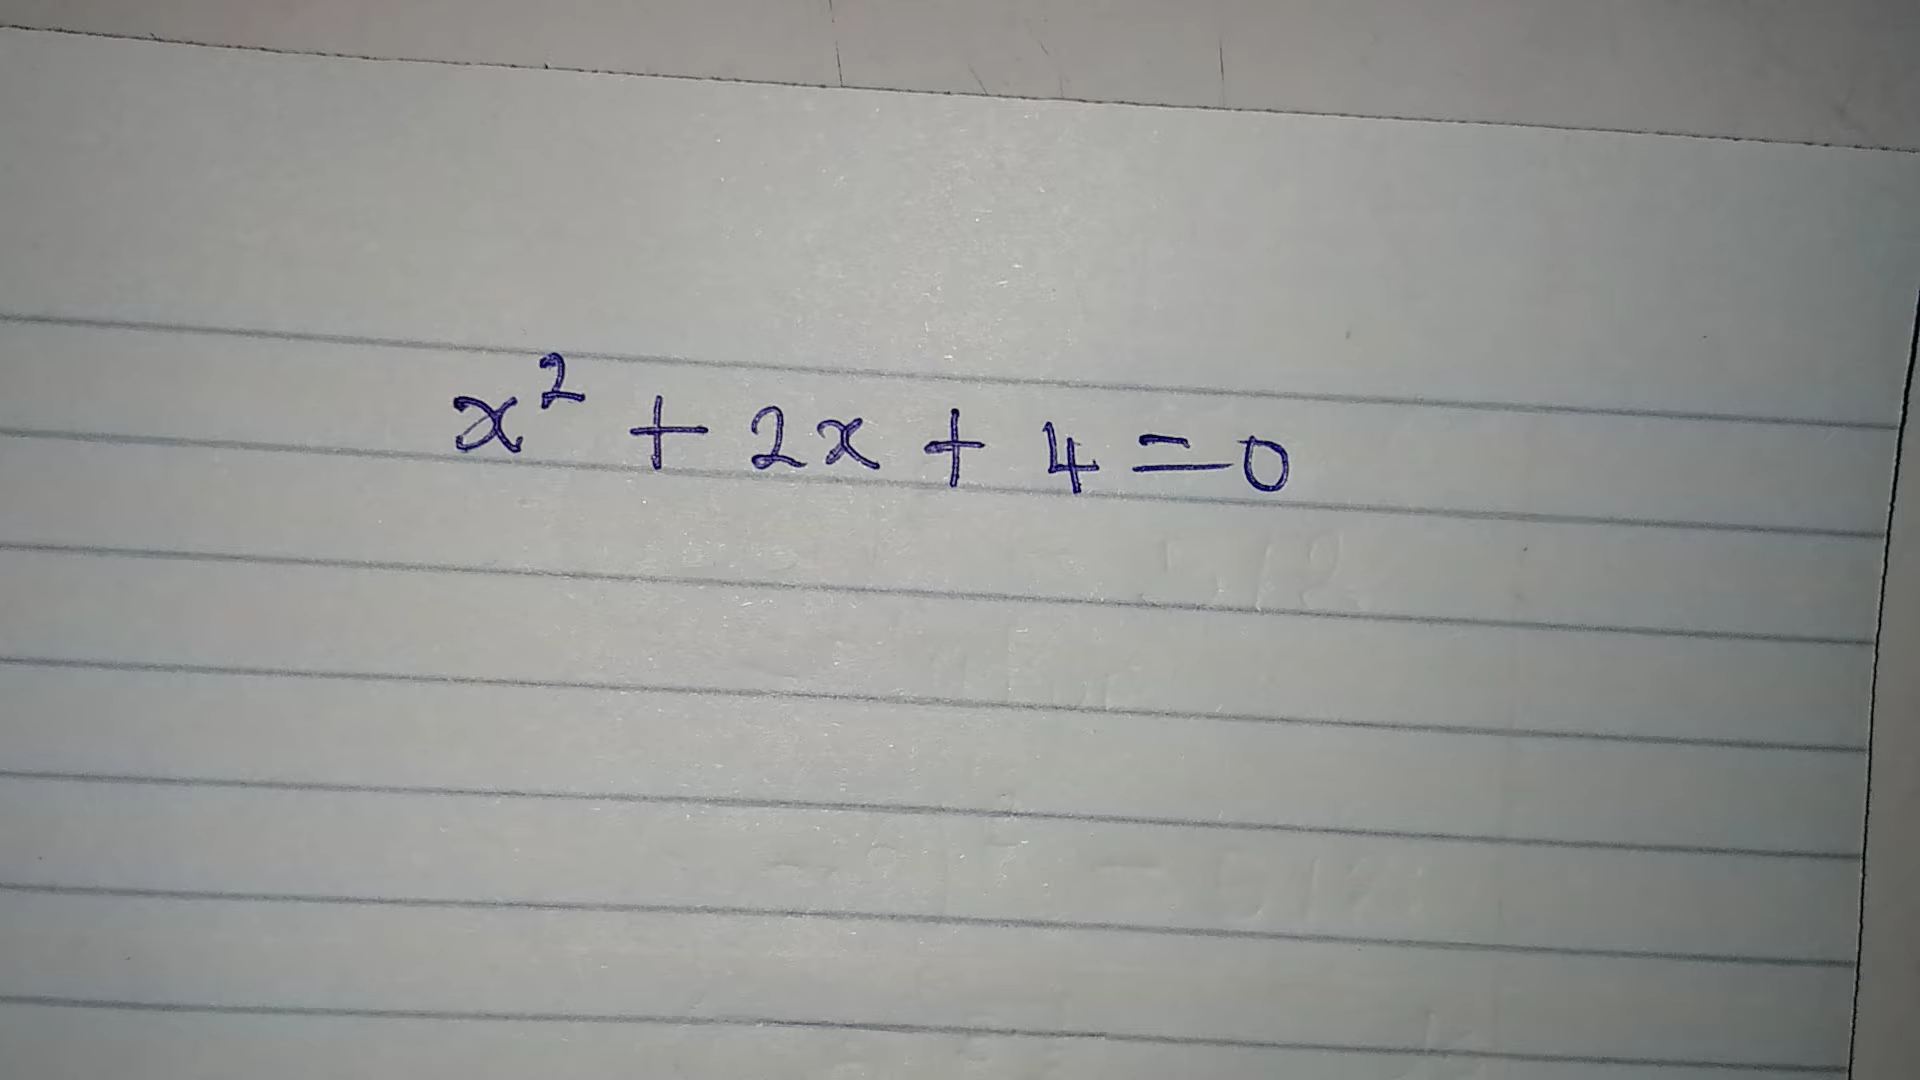 x² + 2x + 4 = 0